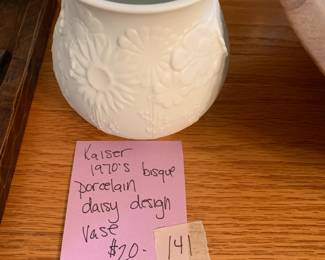 Kaiser
1970's bisque
porcelain
daisy design
vase
$20.-
141